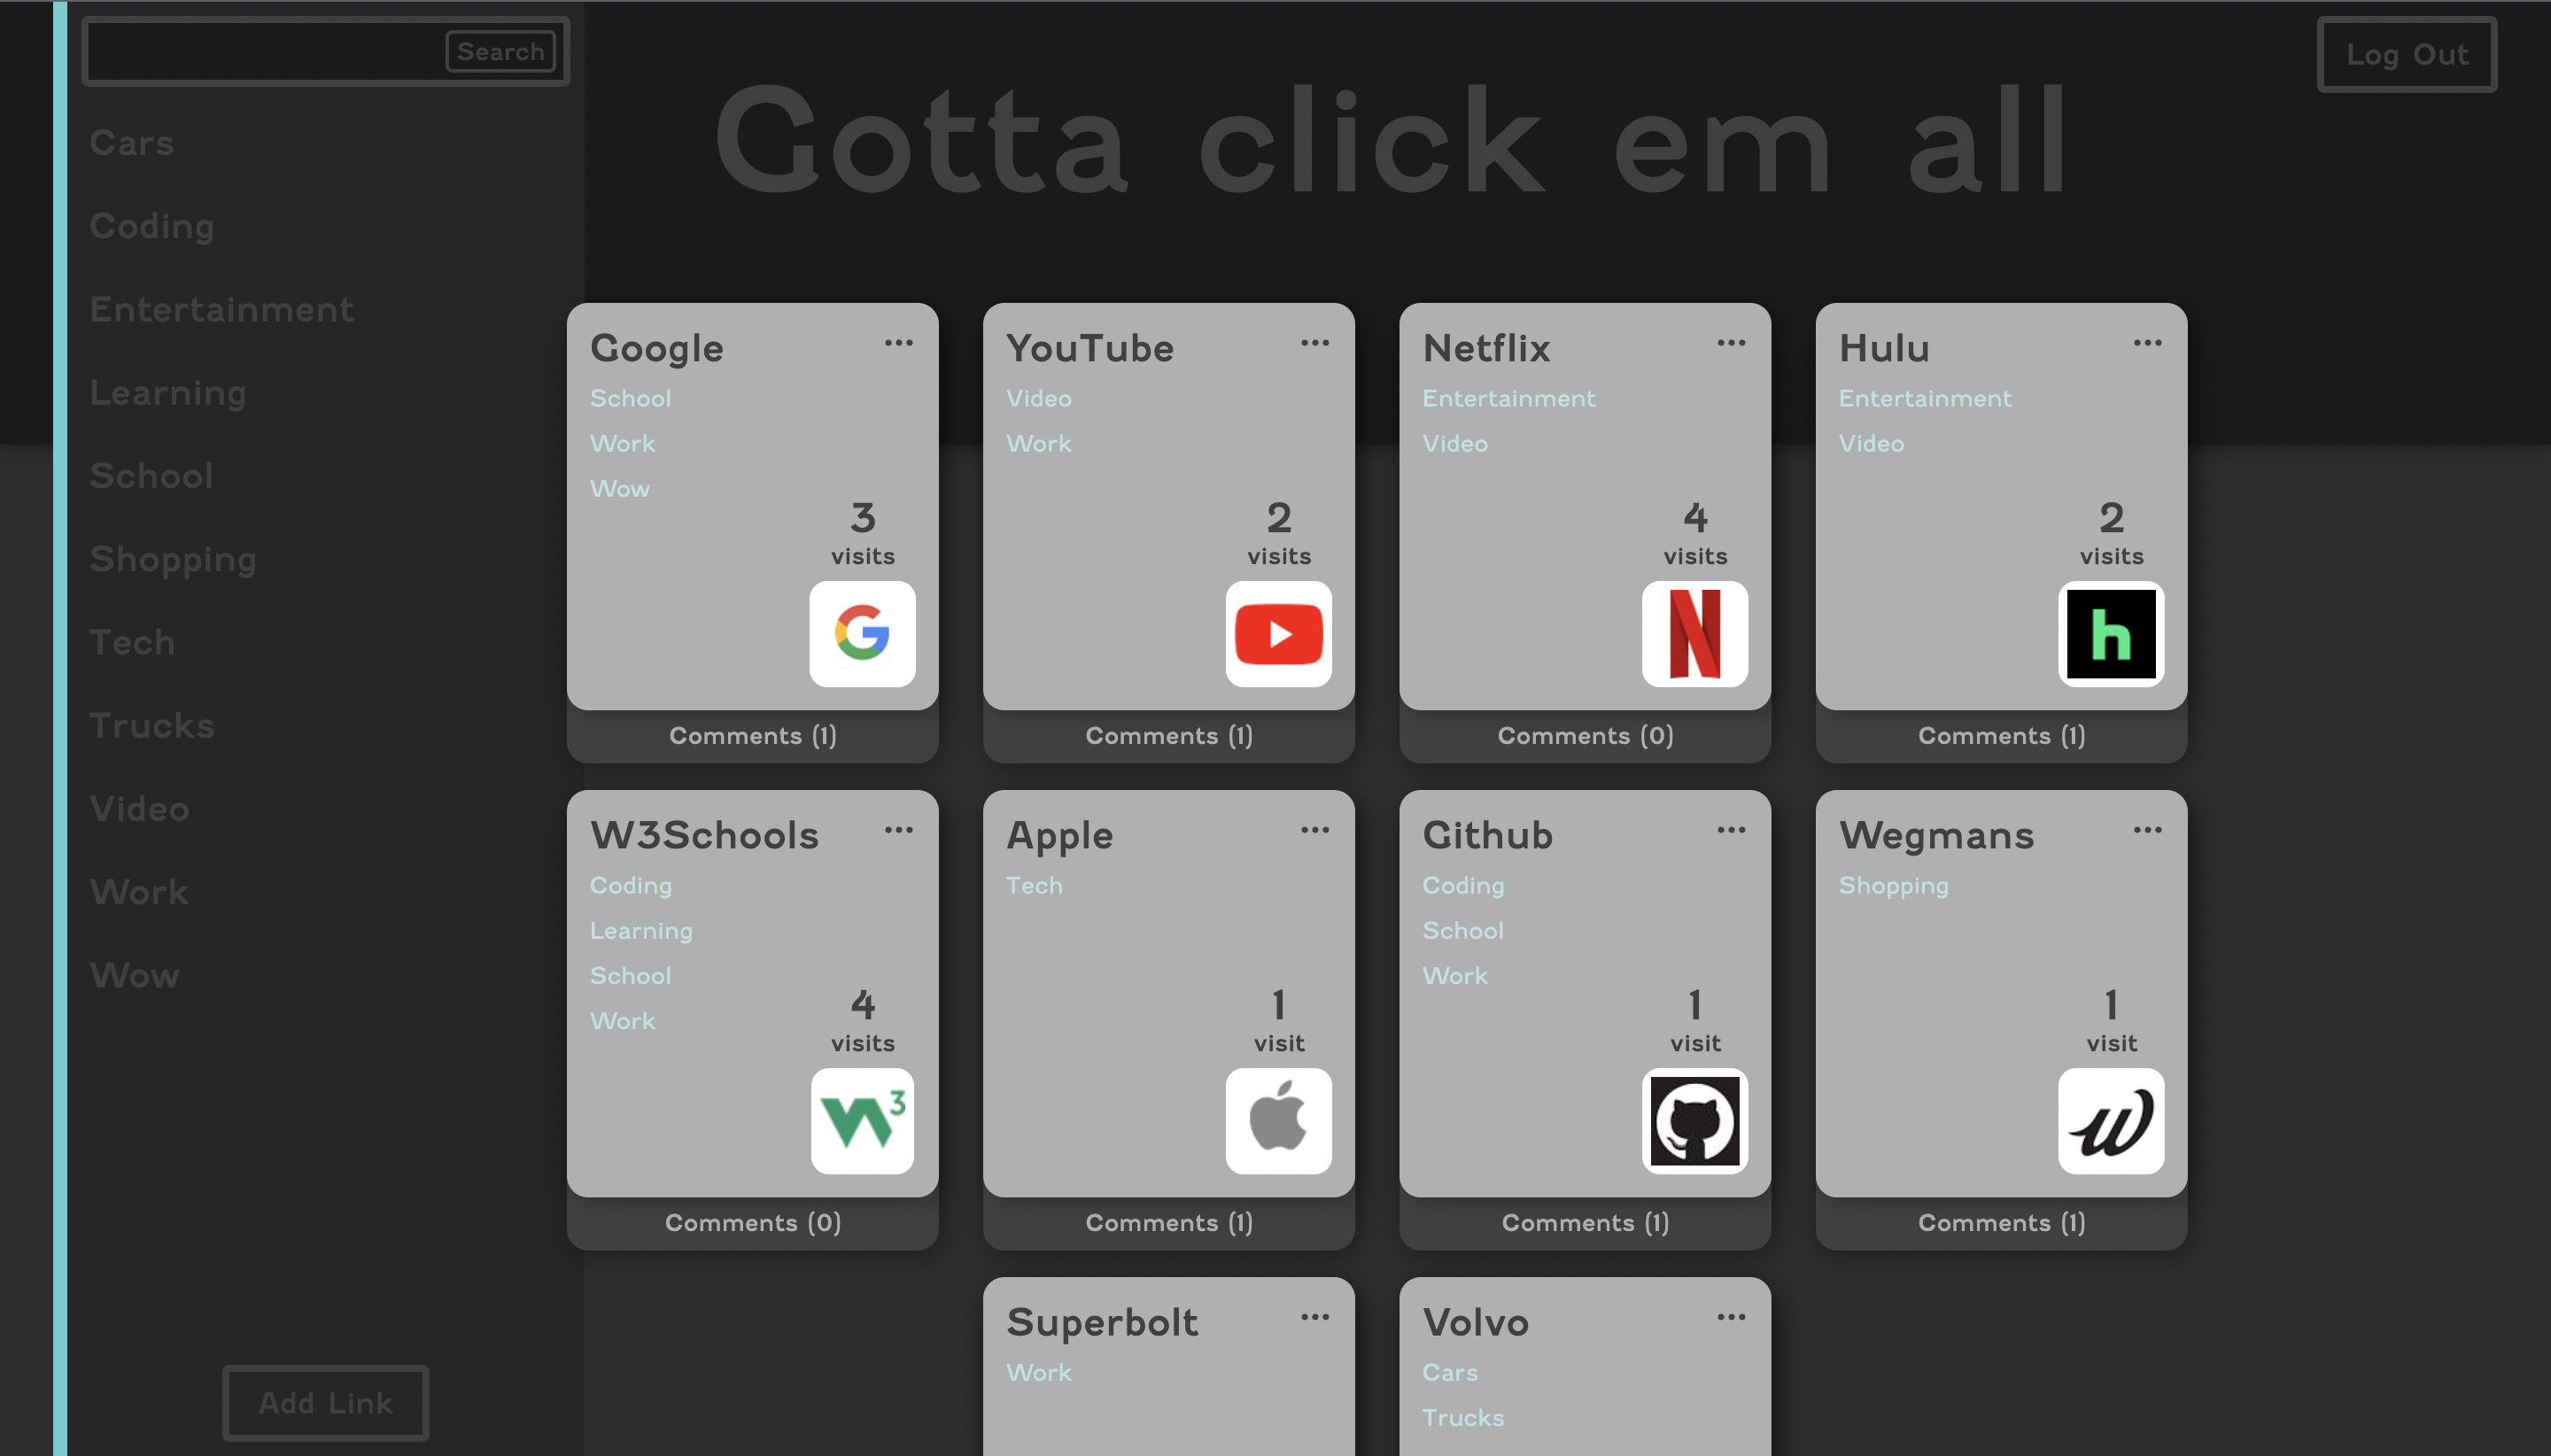 Search
Log Out
Gotta click em all
Cars
Coding
Entertainment
Learning
School
Shopping
Tech
Trucks
Video
Work
Wow
Add Link
Google
School
Work
Wow
3
visits
G
Comments (1)
YouTube
Video
Work
2
visits
Comments (1)
Netflix
Entertainment
Video
4
visits
N
Comments (0)
Hulu
Entertainment
Video
2
visits
h
Comments (1)
W3Schools
Coding
Learning
School
Work
4
visits
W3
Comments (0)
Apple
Tech
1
visit
Comments (1)
Github
Coding
School
Work
1
visit
Comments (1)
Wegmans
Shopping
1
visit
W
Comments (1)
Superbolt
Work
Volvo
Cars
Trucks